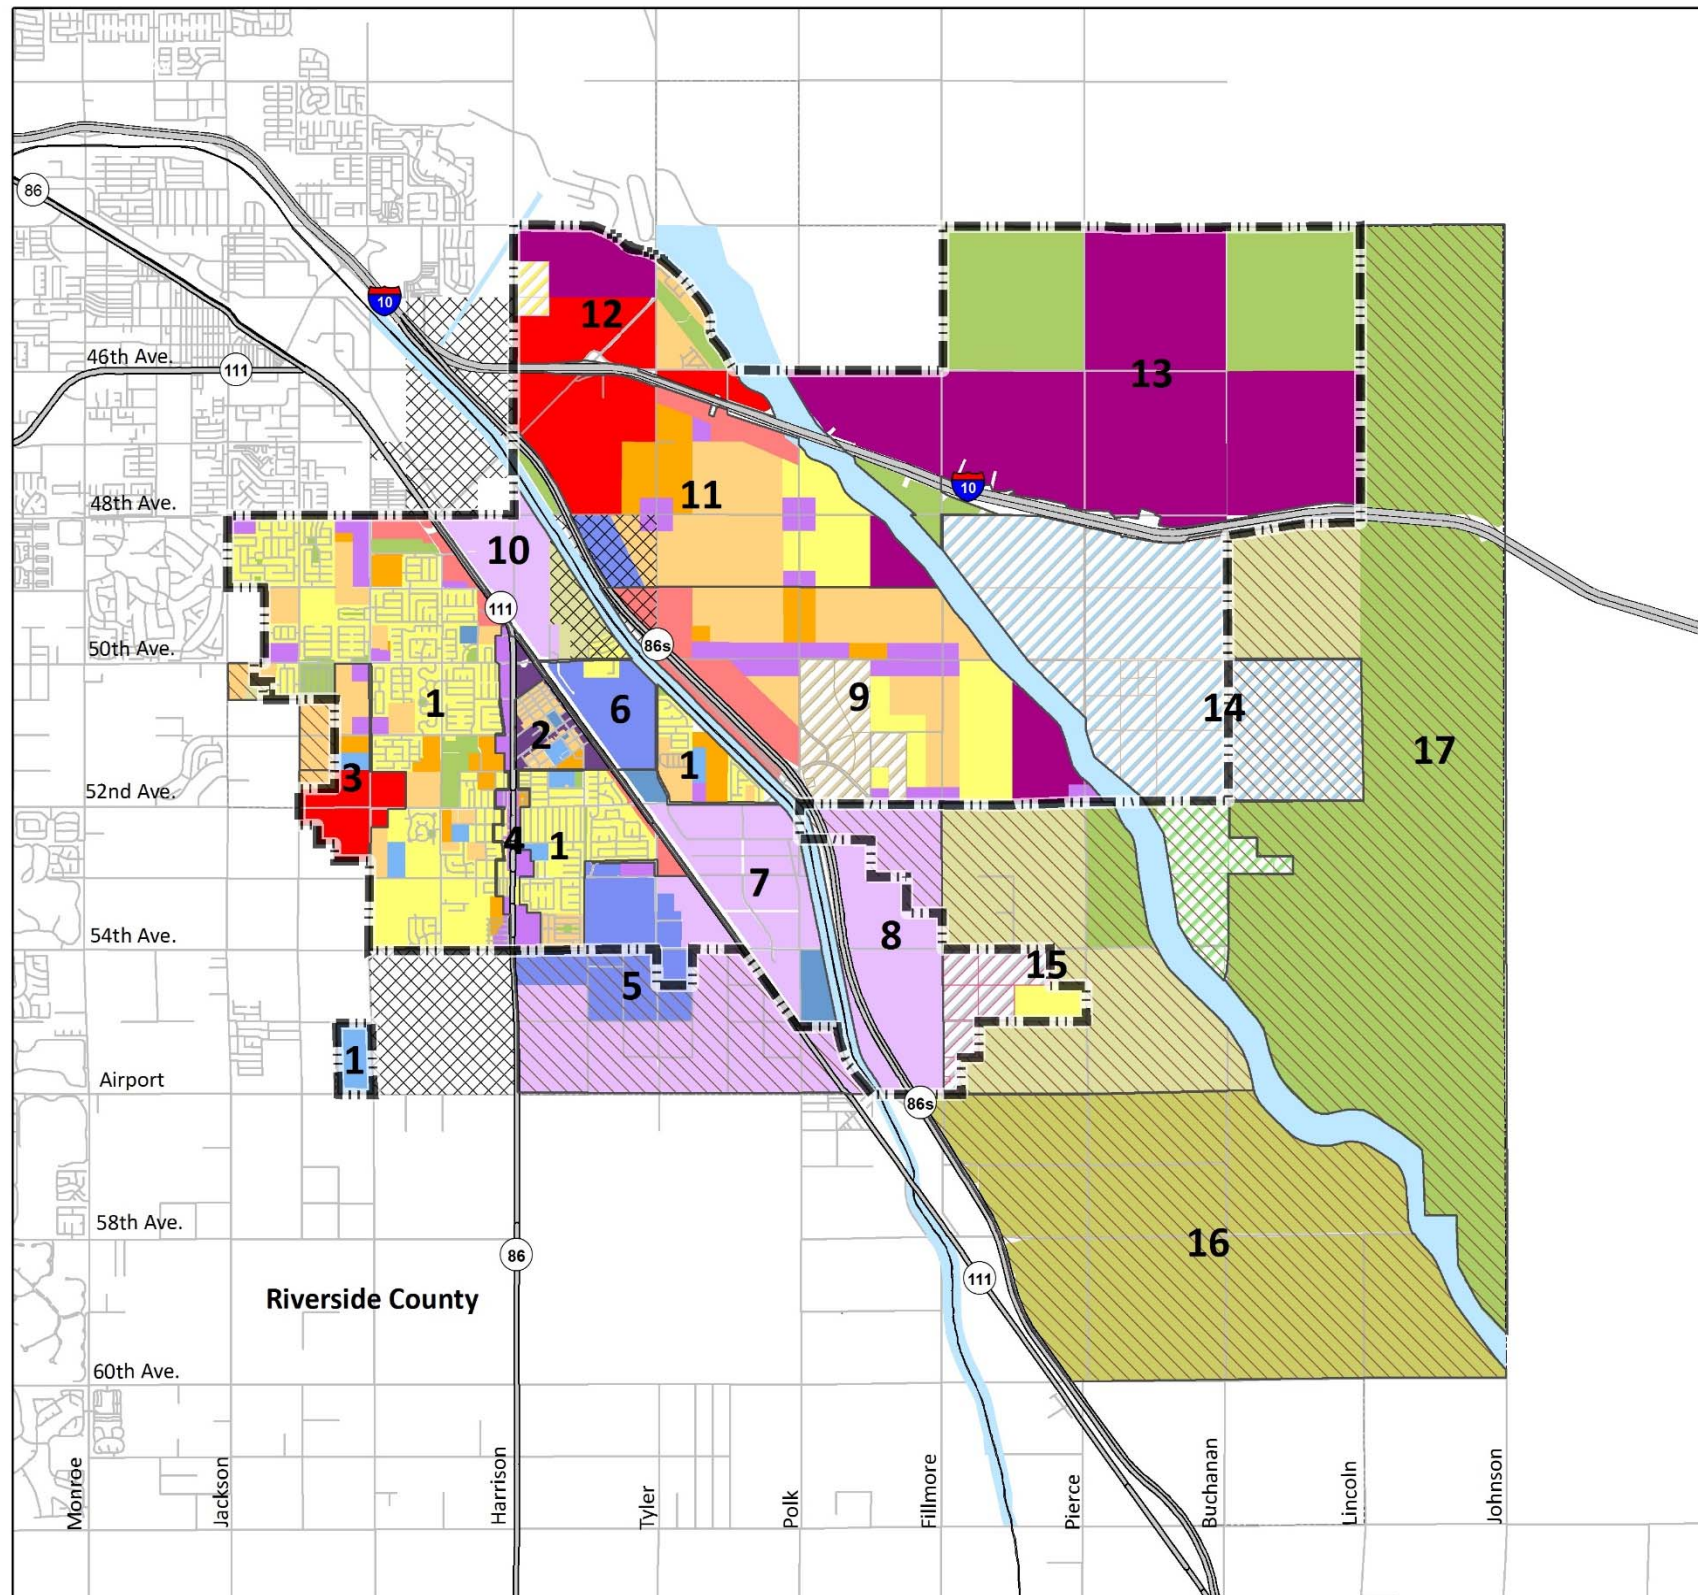 86
10
12
46th Ave.
111
13
10
11
48th Ave.
10
111
50th Ave.
86s
1
9
2
6
14
1
17
3
52nd Ave.
4
1
7
8
54th Ave.
15
5
1
Airport
86s
58th Ave.
16
86
111
Riverside County
60th Ave.
Monroe
Jackson
Harrison
Tyler
Polk
Fillmore
Pierce
Buchanan
Lincoln
Johnson